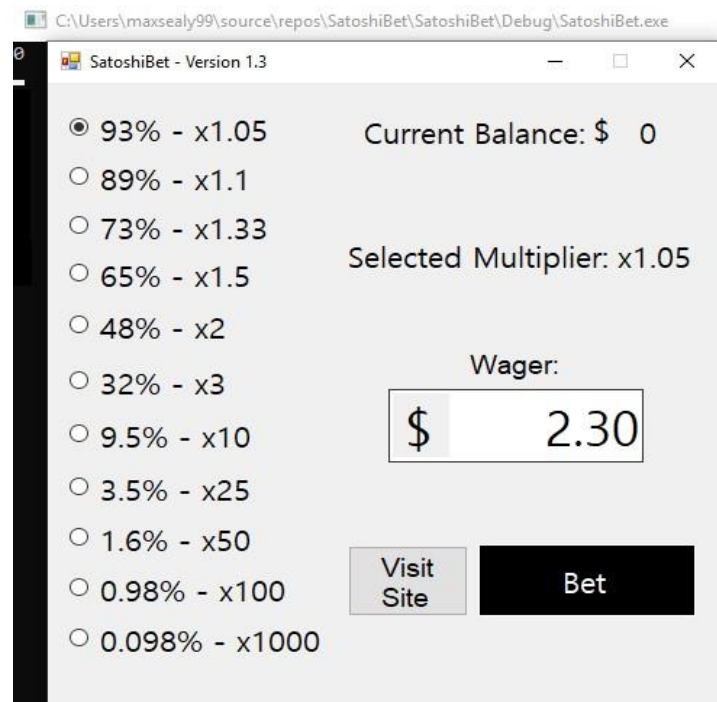 C:\Users\maxsealy99\source\repos\SatoshiBet\SatoshiBet\Debug\SatoshiBet.exe
0
SatoshiBet - Version 1.3
93% - x1.05
Current Balance: $ 0
89% - x1.1
73% - x1.33
Selected Multiplier: x1.05
65% - x1.5
48% - x2
Wager:
32% - x3
$ 2.30
9.5% - x10
3.5% - x25
1.6% - x50
Visit
Site
Bet
0.98% - x100
0.098% - x1000